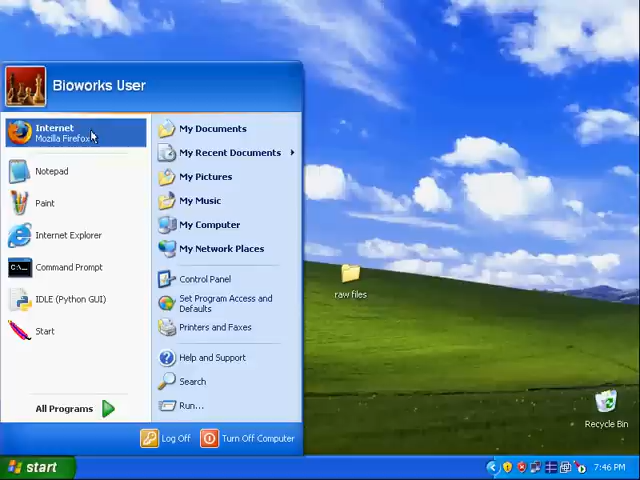 Bioworks User
Internet
Mozilla Firefox
Notepad
Paint
Internet Explorer
Command Prompt
IDLE (Python GUI)
Start
All Programs
My Documents
My Recent Documents
My Pictures
My Music
My Computer
My Network Places
Control Panel
Set Program Access and
Defaults
Printers and Faxes
Help and Support
Search
Run...
Log Off
Turn Off Computer
raw files
Recycle Bin
start
7:46 PM